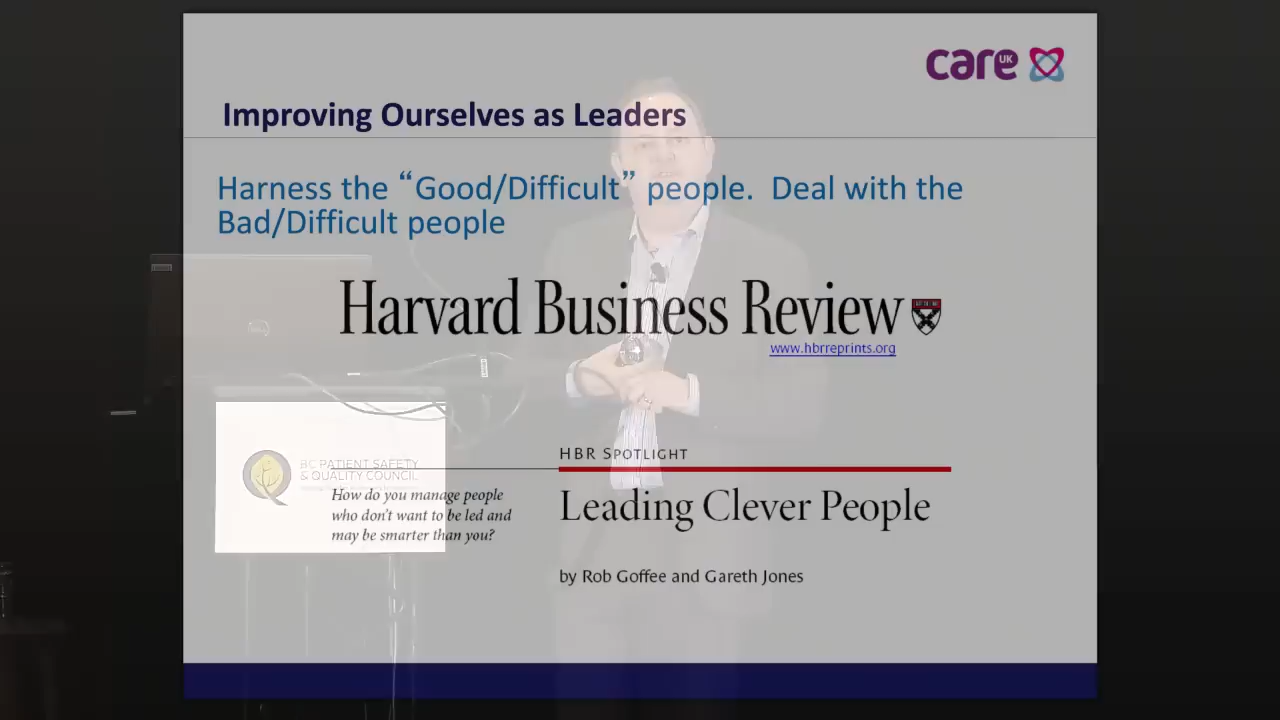 care UK
Improving Ourselves as Leaders
Harness the “Good/Difficult” people.  Deal with the
Bad/Difficult people
Harvard Business Review
www.hbrreprints.org
HBR SPOTLIGHT
BC PATIENT SAFETY
& QUALITY COUNCIL
How do you manage people
who don't want to be led and
may be smarter than you?
Leading Clever People
by Rob Goffee and Gareth Jones